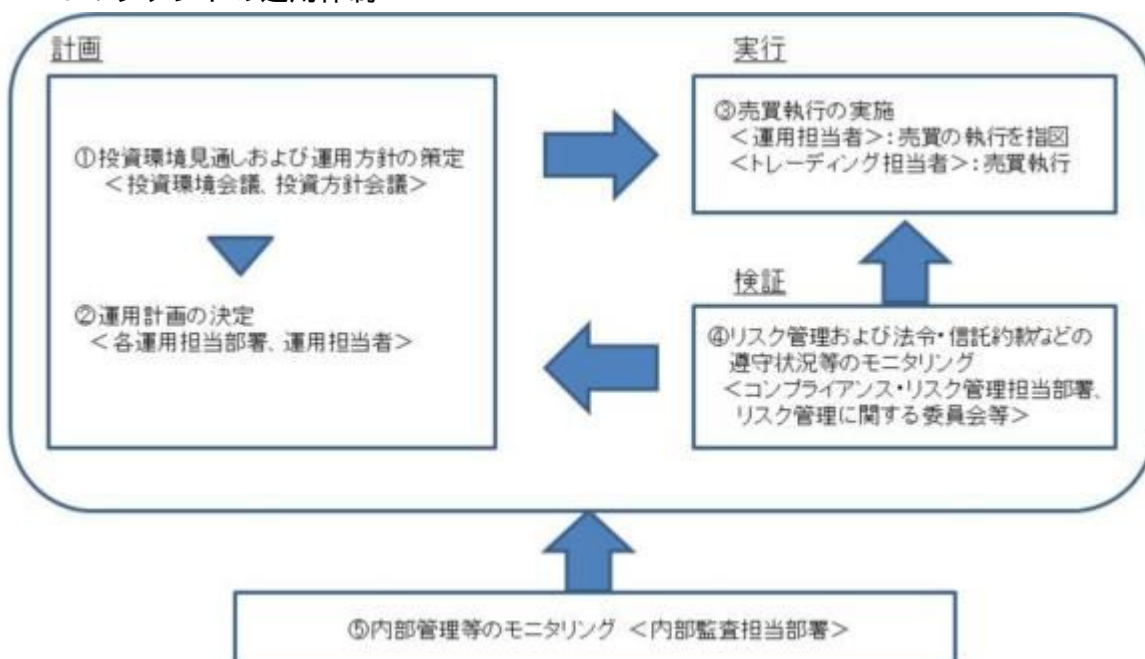 計画
①投資環境見通しおよび運用方針の策定
<投資環境会議、投資方針会議>
②運用計画の決定
<各運用担当部署、運用担当者>
実行
③売買執行の実施
<運用担当者>:売買の執行を指図
<トレーディング担当者>:売買執行
検証
④リスク管理および法令・信託約款などの
遵守状況等のモニタリング
<コンプライアンス・リスク管理担当部署、
リスク管理に関する委員会等>
⑤内部管理等のモニタリング <内部監査担当部署>